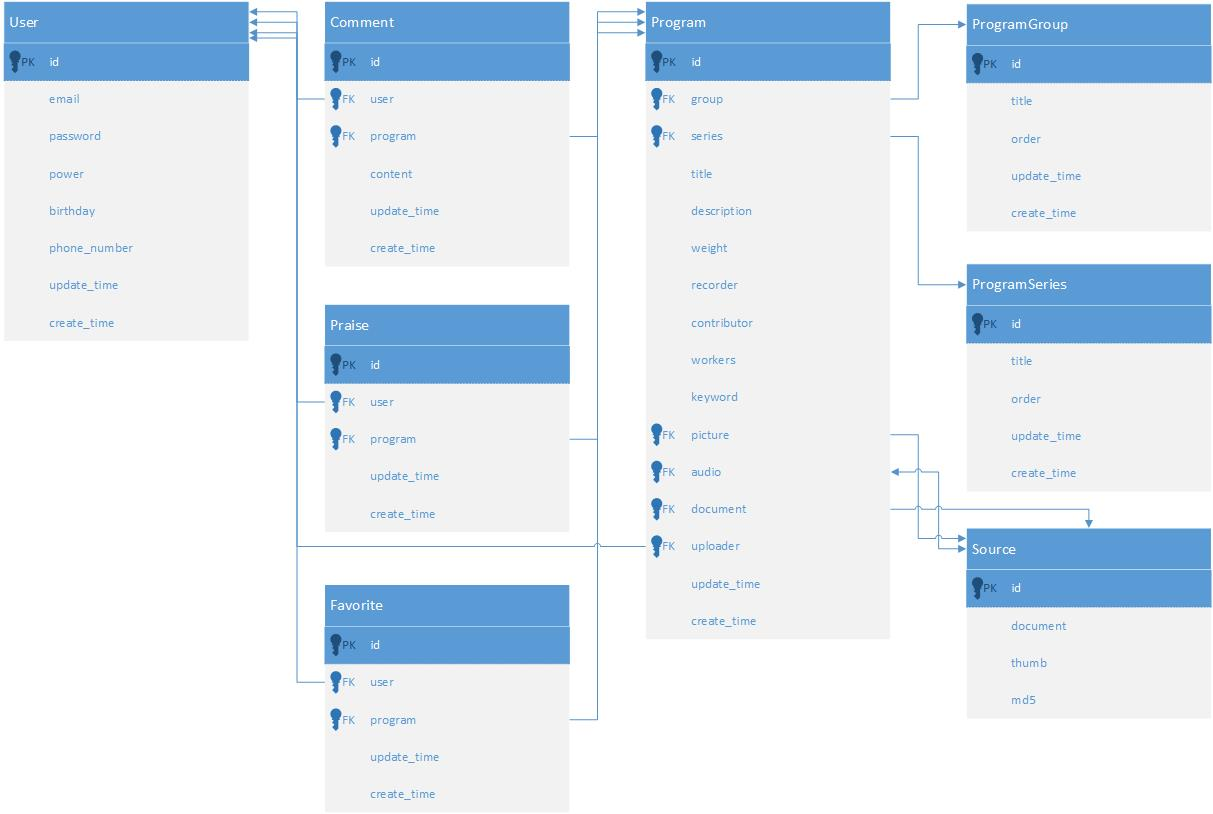 User
PK id
email
password
power
birthday
phone_number
update_time
create_time
Comment
PK id
FK user
FK program
content
update_time
create_time
Praise
PK id
FK user
FK program
update_time
create_time
Favorite
PK id
FK user
FK program
update_time
create_time
Program
PK id
FK group
FK series
title
description
weight
recorder
contributor
workers
keyword
FK picture
FK audio
FK document
FK uploader
update_time
create_time
ProgramGroup
PK id
title
order
update_time
create_time
ProgramSeries
PK id
title
order
update_time
create_time
Source
PK id
document
thumb
md5